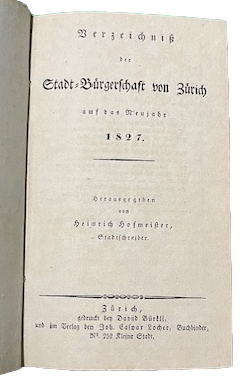 Verzeichniß
der
Stadt-Bürgerschaft von Zürich
auf das Neujahr
1827.
Herausgegeben
von
Heinrich Hofmeister,
Stadtschreiber.
Zürich,
gedruckt bey David Bürkli.
und im Verlag bey Joh. Caspar Locher, Buchbinder,
No. 252 Kleine Stadt.